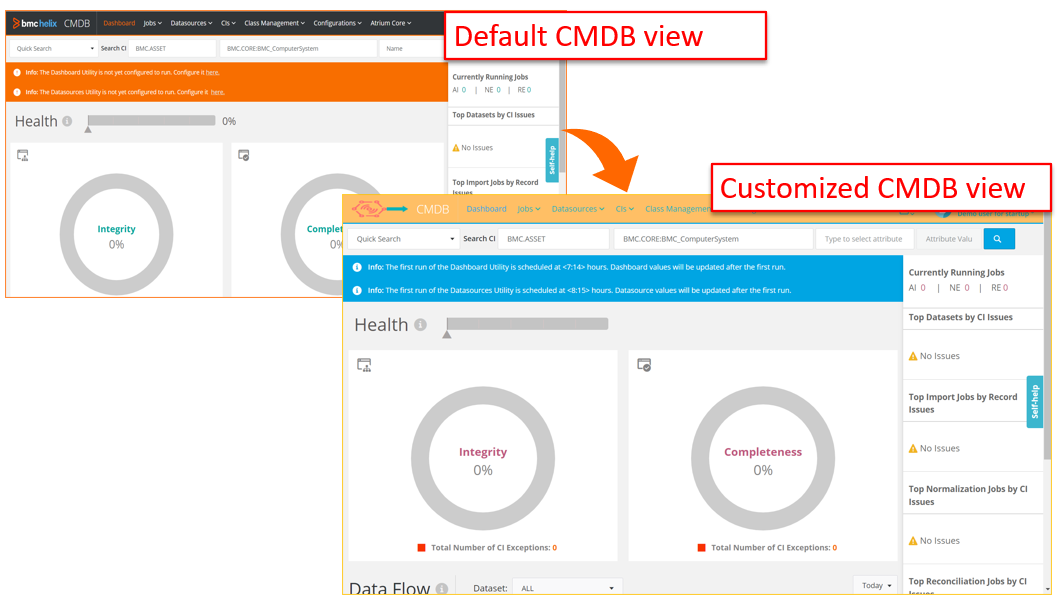 bmchelix CMDB Dashboard Jobs Datasources CIs Class Management Configurations Atrium Core
Default CMDB view
Quick Search Search CI BMC.ASSET BMC.CORE:BMC_ComputerSystem Name
Info: The Dashboard Utility is not yet configured to run. Configure it here.
Info: The Datasources Utility is not yet configured to run. Configure it here.
Health 0%
Integrity
0%
Currently Running Jobs
AI 0 | NE 0 | RE 0
Top Datasets by CI Issues
No Issues
Self-help
Top Import Jobs by Record
Issues
Customized CMDB view
CMDB Dashboard Jobs Datasources CIs Class Management
Demo user for startup
Quick Search Search CI BMC.ASSET BMC.CORE:BMC_ComputerSystem Type to select attribute Attribute Valu
Info: The first run of the Dashboard Utility is scheduled at <7:14> hours. Dashboard values will be updated after the first run.
Info: The first run of the Datasources Utility is scheduled at <8:15> hours. Datasource values will be updated after the first run.
Health
Integrity
0%
Total Number of CI Exceptions: 0
Completeness
0%
Total Number of CI Exceptions: 0
Data Flow Dataset: ALL Today
Currently Running Jobs
AI 0 | NE 0 | RE 0
Top Datasets by CI Issues
No Issues
Top Import Jobs by Record
Issues
Self-help
No Issues
Top Normalization Jobs by CI
Issues
No Issues
Top Reconciliation Jobs by CI
Issues